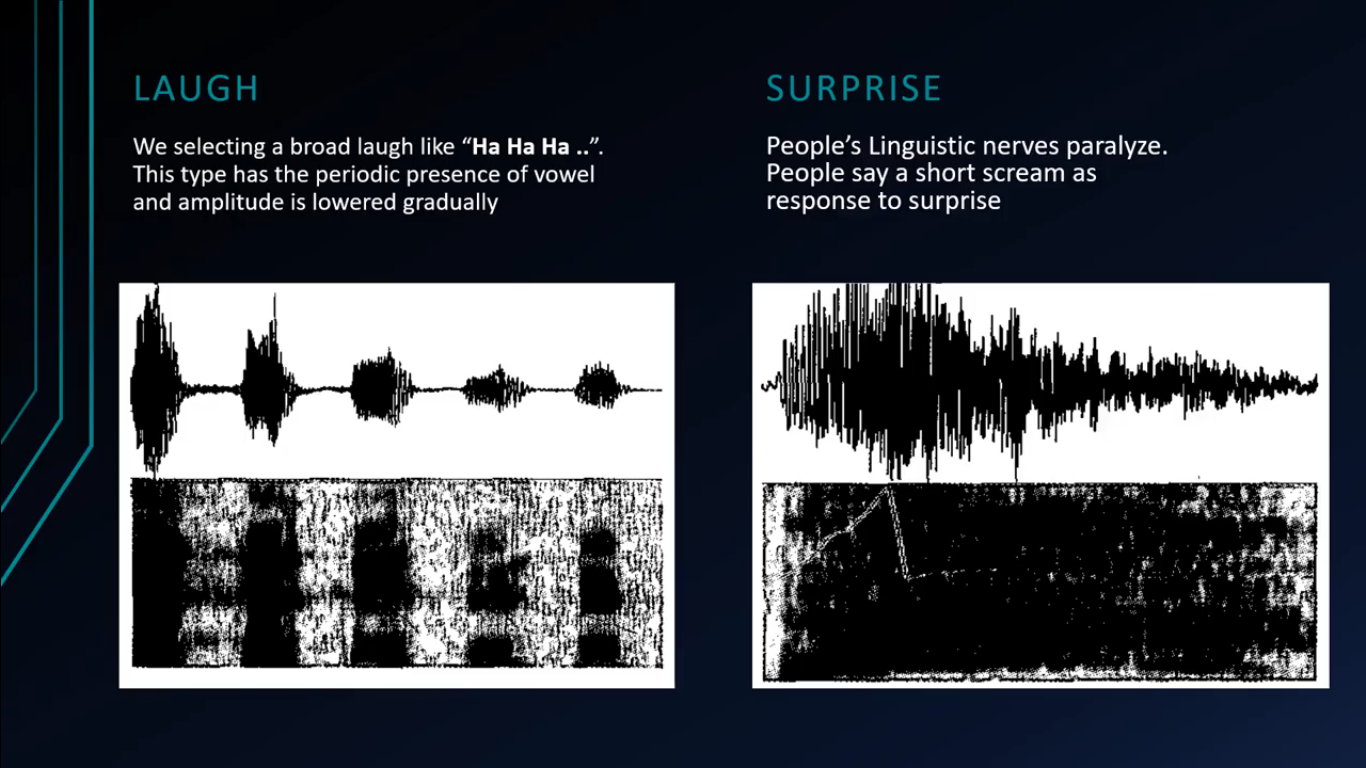 LAUGH
We selecting a broad laugh like “Ha Ha Ha ..”.
This type has the periodic presence of vowel
and amplitude is lowered gradually
SURPRISE
People’s Linguistic nerves paralyze.
People say a short scream as
response to surprise